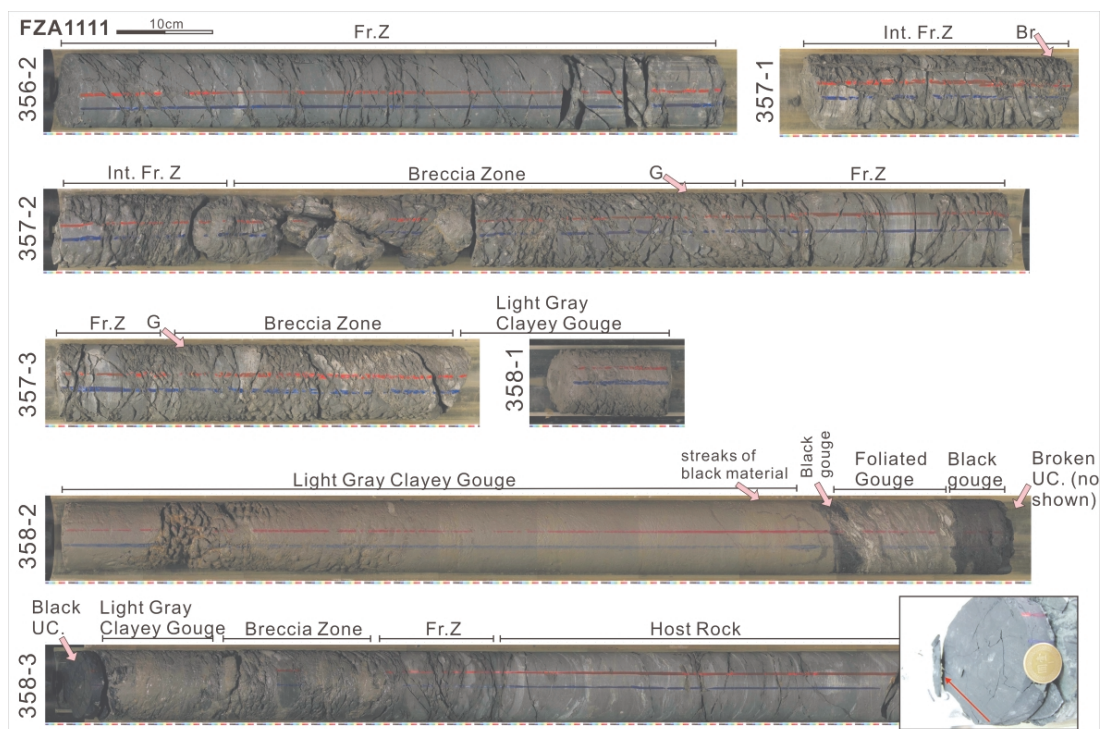 FZA1111
10cm
Fr.Z
Int. Fr.Z
Br
356-2
357-1
Int. Fr. Z
Breccia Zone
G
Fr.Z
357-2
Fr.Z
G
Breccia Zone
Light Gray
Clayey Gouge
357-3
358-1
Light Gray Clayey Gouge
streaks of
black material
Black
gouge
Foliated
Gouge
Black
gouge
Broken
UC. (no
shown)
358-2
Black
UC.
Light Gray
Clayey Gouge
Breccia Zone
Fr.Z
Host Rock
358-3